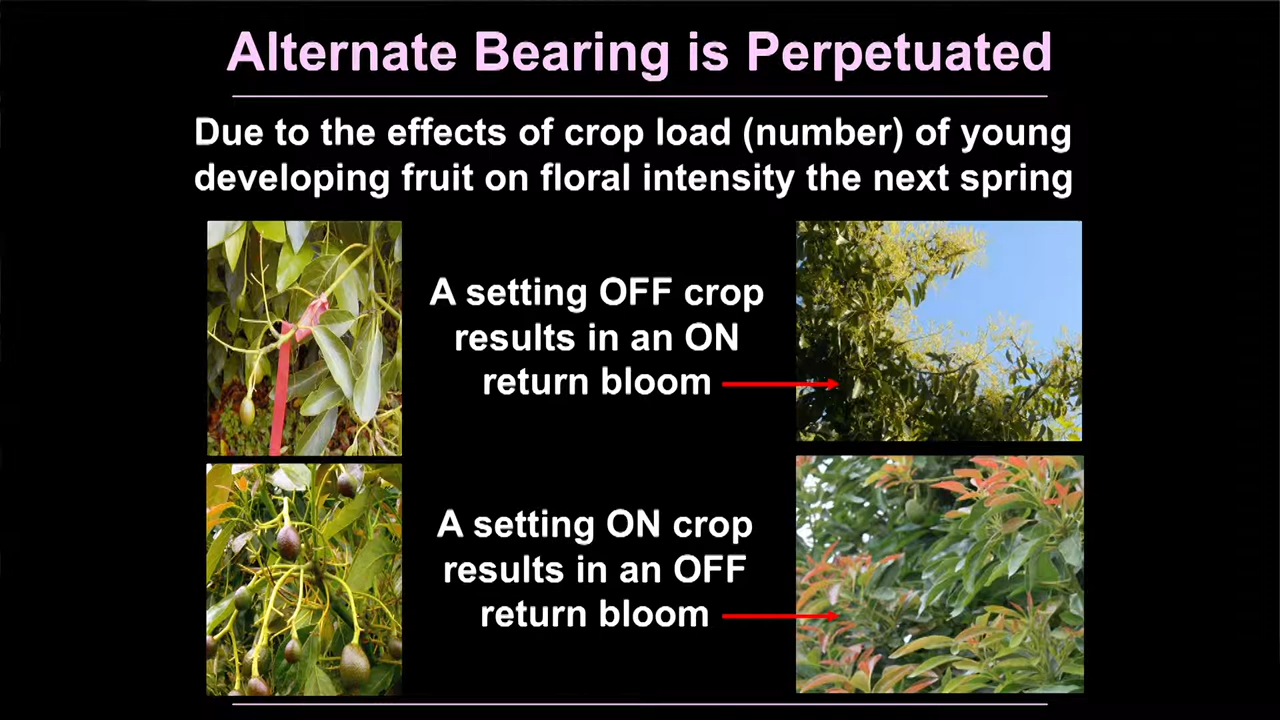 Alternate Bearing is Perpetuated
Due to the effects of crop load (number) of young
developing fruit on floral intensity the next spring
A setting OFF crop
results in an ON
return bloom
A setting ON crop
results in an OFF
return bloom